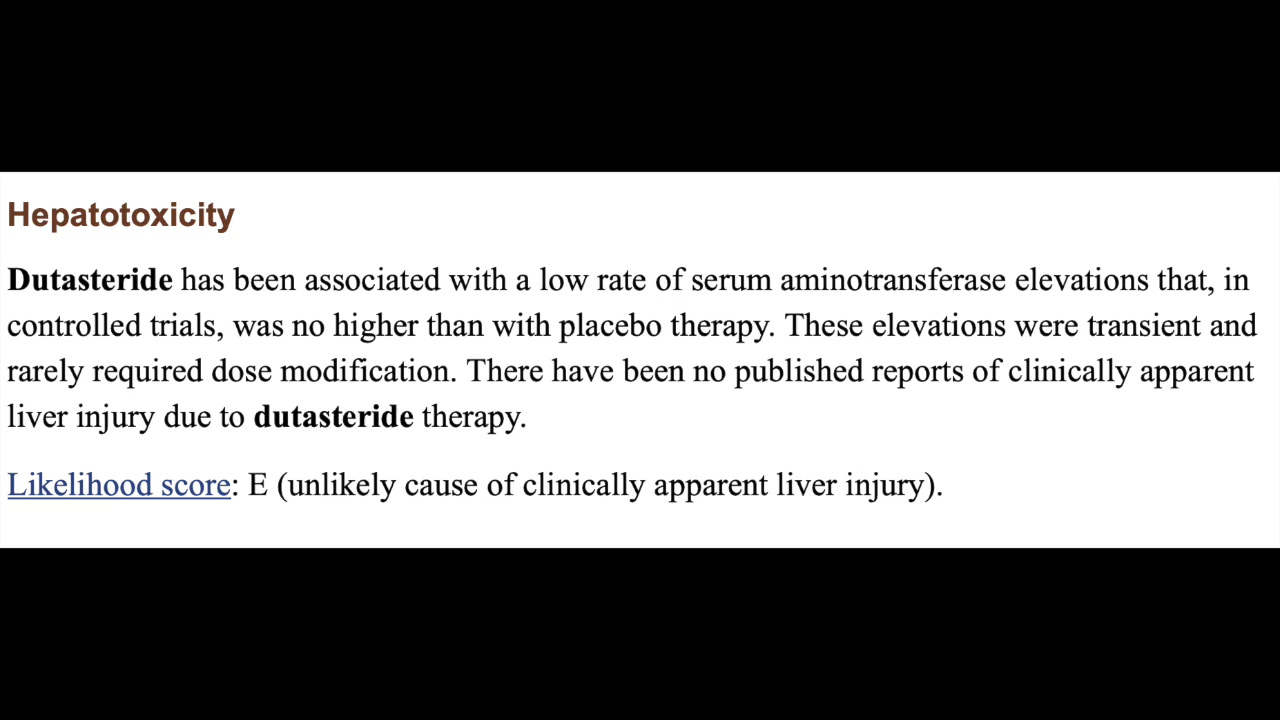 Hepatotoxicity
Dutasteride has been associated with a low rate of serum aminotransferase elevations that, in
controlled trials, was no higher than with placebo therapy. These elevations were transient and
rarely required dose modification. There have been no published reports of clinically apparent
liver injury due to dutasteride therapy.
Likelihood score: E (unlikely cause of clinically apparent liver injury).